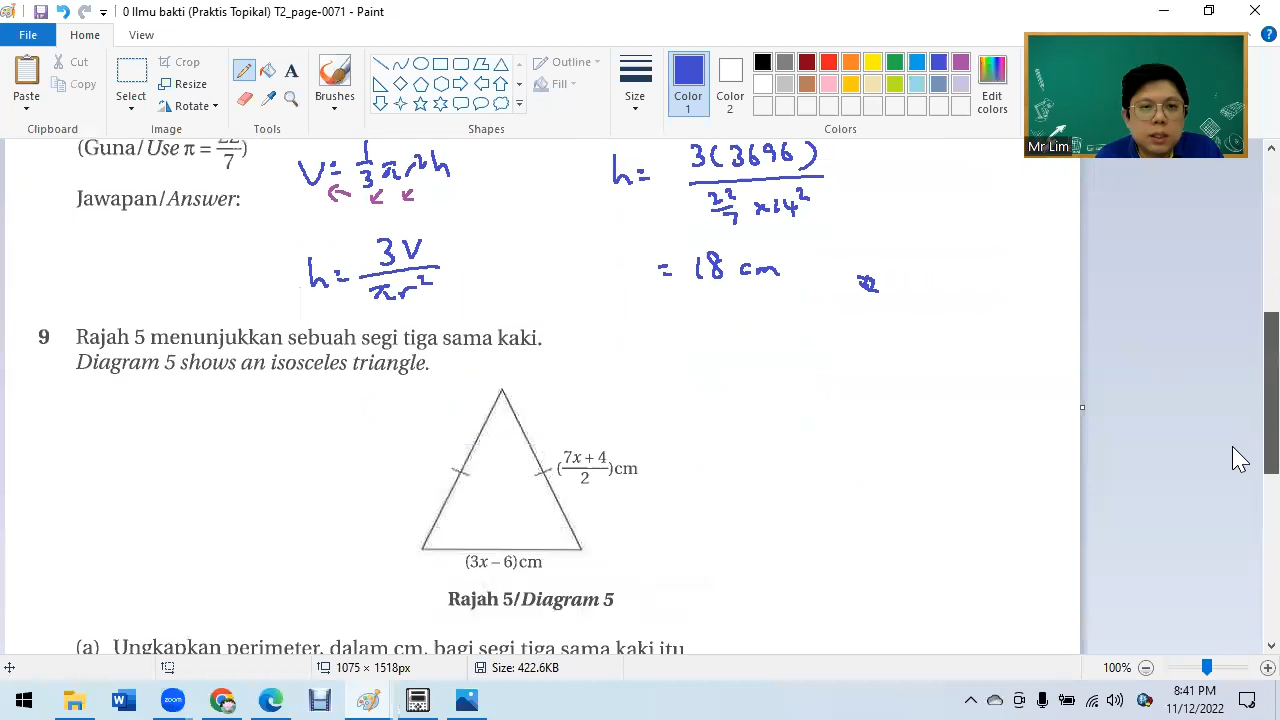 0 Ilmu bakti (Praktis Topikal) T2_page-0071 - Paint
File Home View
Paste Cut Copy Clipboard
Select Crop Resize Rotate Image
Tools
Brushes
Outline Fill Shapes
Size
Color 1 Color 2 Edit colors Colors
Mr Lim
(Guna/Use π = 22/7)
Jawapan/Answer:
V = 1/3 πr²h
h = 3V/πr²
h = 3(3696) / 22/7 × 14²
= 18 cm
9 Rajah 5 menunjukkan sebuah segi tiga sama kaki.
Diagram 5 shows an isosceles triangle.
(7x + 4/2)cm
(3x – 6)cm
Rajah 5/Diagram 5
(a) Ungkapkan perimeter, dalam cm, bagi segi tiga sama kaki itu
1075 × 1518px
Size: 422.6KB
100%
zoom
8:41 PM
11/12/2022